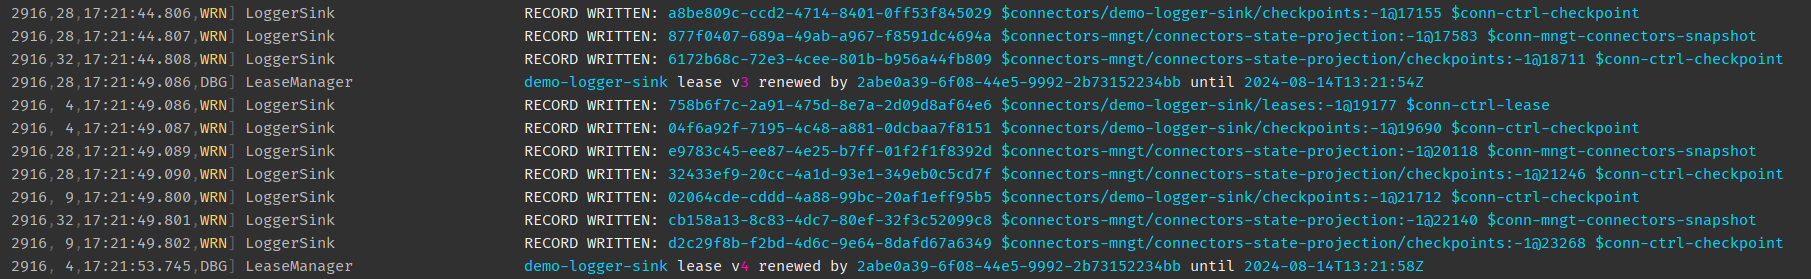 2916,28,17:21:44.806,WRN] LoggerSink RECORD WRITTEN: a8be809c-ccd2-4714-8401-0ff53f845029 $connectors/demo-logger-sink/checkpoints:-1@17155 $conn-ctrl-checkpoint
2916,28,17:21:44.807,WRN] LoggerSink RECORD WRITTEN: 877f0407-689a-49ab-a967-f8591dc4694a $connectors-mngt/connectors-state-projection:-1@17583 $conn-mngt-connectors-snapshot
2916,32,17:21:44.808,WRN] LoggerSink RECORD WRITTEN: 6172b68c-72e3-4cee-801b-b956a44fb809 $connectors-mngt/connectors-state-projection/checkpoints:-1@18711 $conn-ctrl-checkpoint
2916,28,17:21:49.086,DBG] LeaseManager demo-logger-sink lease v3 renewed by 2abe0a39-6f08-44e5-9992-2b73152234bb until 2024-08-14T13:21:54Z
2916, 4,17:21:49.086,WRN] LoggerSink RECORD WRITTEN: 758b6f7c-2a91-475d-8e7a-2d09d8af64e6 $connectors/demo-logger-sink/leases:-1@19177 $conn-ctrl-lease
2916, 4,17:21:49.087,WRN] LoggerSink RECORD WRITTEN: 04f6a92f-7195-4c48-a881-0dcbaa7f8151 $connectors/demo-logger-sink/checkpoints:-1@19690 $conn-ctrl-checkpoint
2916,28,17:21:49.089,WRN] LoggerSink RECORD WRITTEN: e9783c45-ee87-4e25-b7ff-01f2f1f8392d $connectors-mngt/connectors-state-projection:-1@20118 $conn-mngt-connectors-snapshot
2916,28,17:21:49.090,WRN] LoggerSink RECORD WRITTEN: 32433ef9-20cc-4a1d-93e1-349eb0c5cd7f $connectors-mngt/connectors-state-projection/checkpoints:-1@21246 $conn-ctrl-checkpoint
2916, 9,17:21:49.800,WRN] LoggerSink RECORD WRITTEN: 02064cde-cddd-4a88-99bc-20af1eff95b5 $connectors/demo-logger-sink/checkpoints:-1@21712 $conn-ctrl-checkpoint
2916,32,17:21:49.801,WRN] LoggerSink RECORD WRITTEN: cb158a13-8c83-4dc7-80ef-32f3c52099c8 $connectors-mngt/connectors-state-projection:-1@22140 $conn-mngt-connectors-snapshot
2916, 9,17:21:49.802,WRN] LoggerSink RECORD WRITTEN: d2c29f8b-f2bd-4d6c-9e64-8dafd67a6349 $connectors-mngt/connectors-state-projection/checkpoints:-1@23268 $conn-ctrl-checkpoint
2916, 4,17:21:53.745,DBG] LeaseManager demo-logger-sink lease v4 renewed by 2abe0a39-6f08-44e5-9992-2b73152234bb until 2024-08-14T13:21:58Z